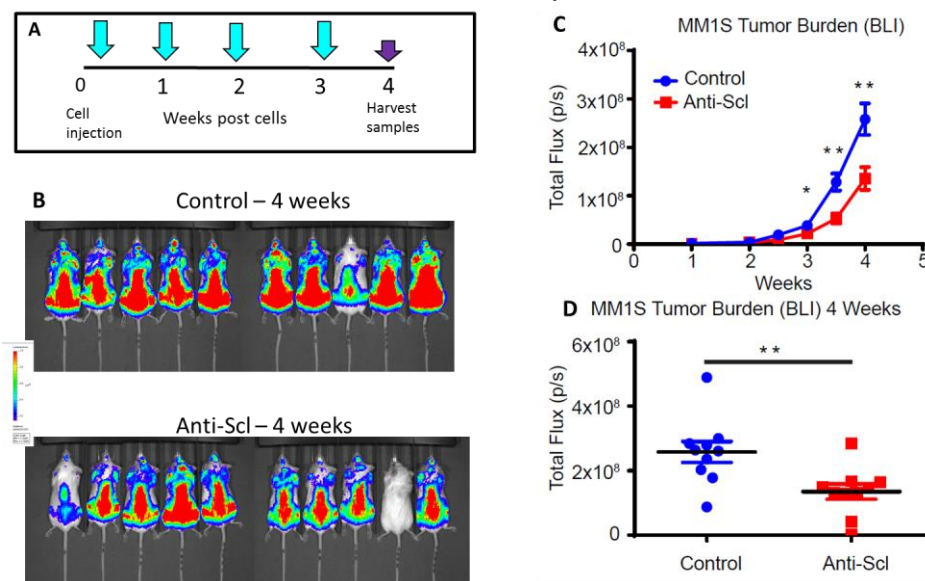 A
0 1 2 3 4
Cell injection
Weeks post cells
Harvest samples
B
Control – 4 weeks
Anti-Scl – 4 weeks
C
MM1S Tumor Burden (BLI)
Total Flux (p/s)
4x10⁸
3x10⁸
2x10⁸
1x10⁸
0
Control
Anti-Scl
*
**
**
0 1 2 3 4 5
Weeks
D
MM1S Tumor Burden (BLI) 4 Weeks
Total Flux (p/s)
6x10⁸
4x10⁸
2x10⁸
0
**
Control Anti-Scl